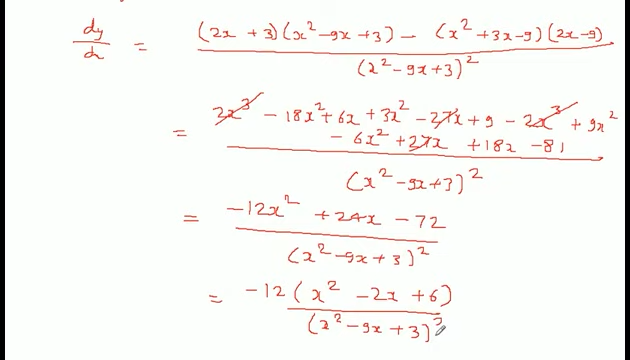 dy/dx = (2x + 3)(x² - 9x + 3) - (x² + 3x - 9)(2x - 9) / (x² - 9x + 3)²
= 2x³ - 18x² + 6x + 3x² - 27x + 9 - 2x³ + 9x²
- 6x² + 27x + 18x - 81 / (x² - 9x + 3)²
= -12x² + 24x - 72 / (x² - 9x + 3)²
= -12(x² - 2x + 6) / (x² - 9x + 3)²